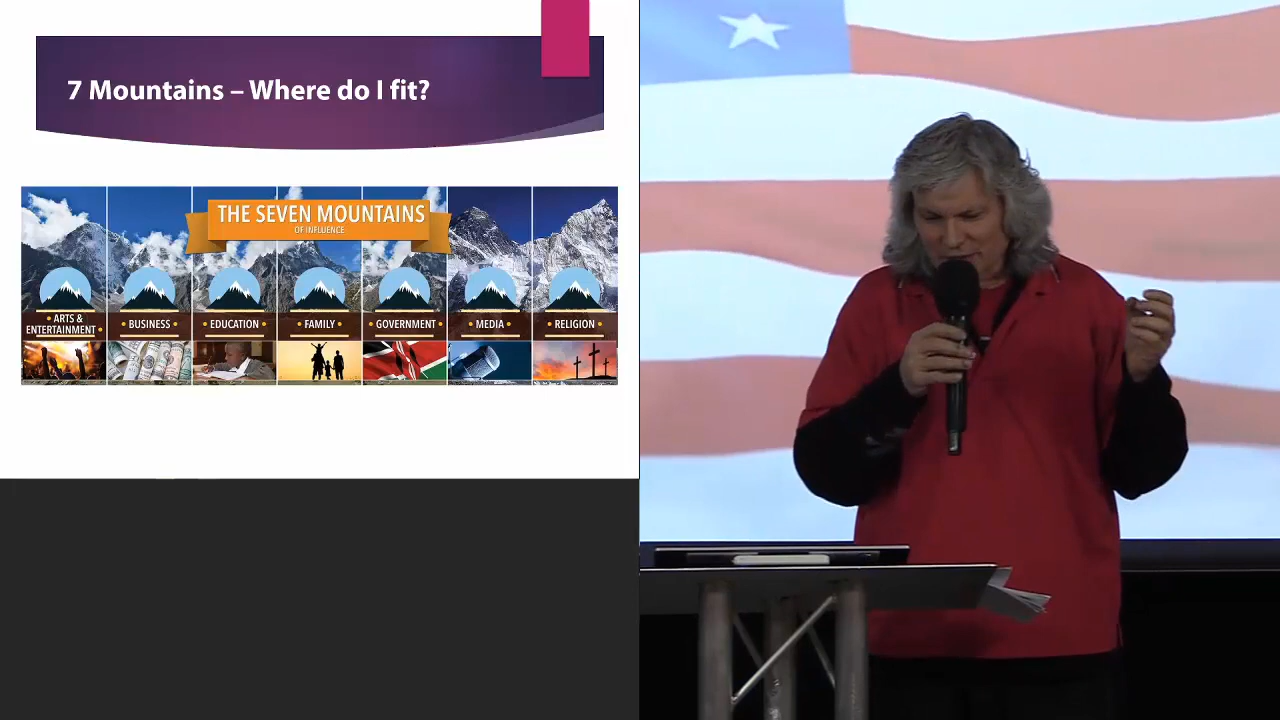 7 Mountains – Where do I fit?
THE SEVEN MOUNTAINS
OF INFLUENCE
• ARTS &
ENTERTAINMENT •
• BUSINESS •
• EDUCATION •
• FAMILY •
• GOVERNMENT •
• MEDIA •
• RELIGION •